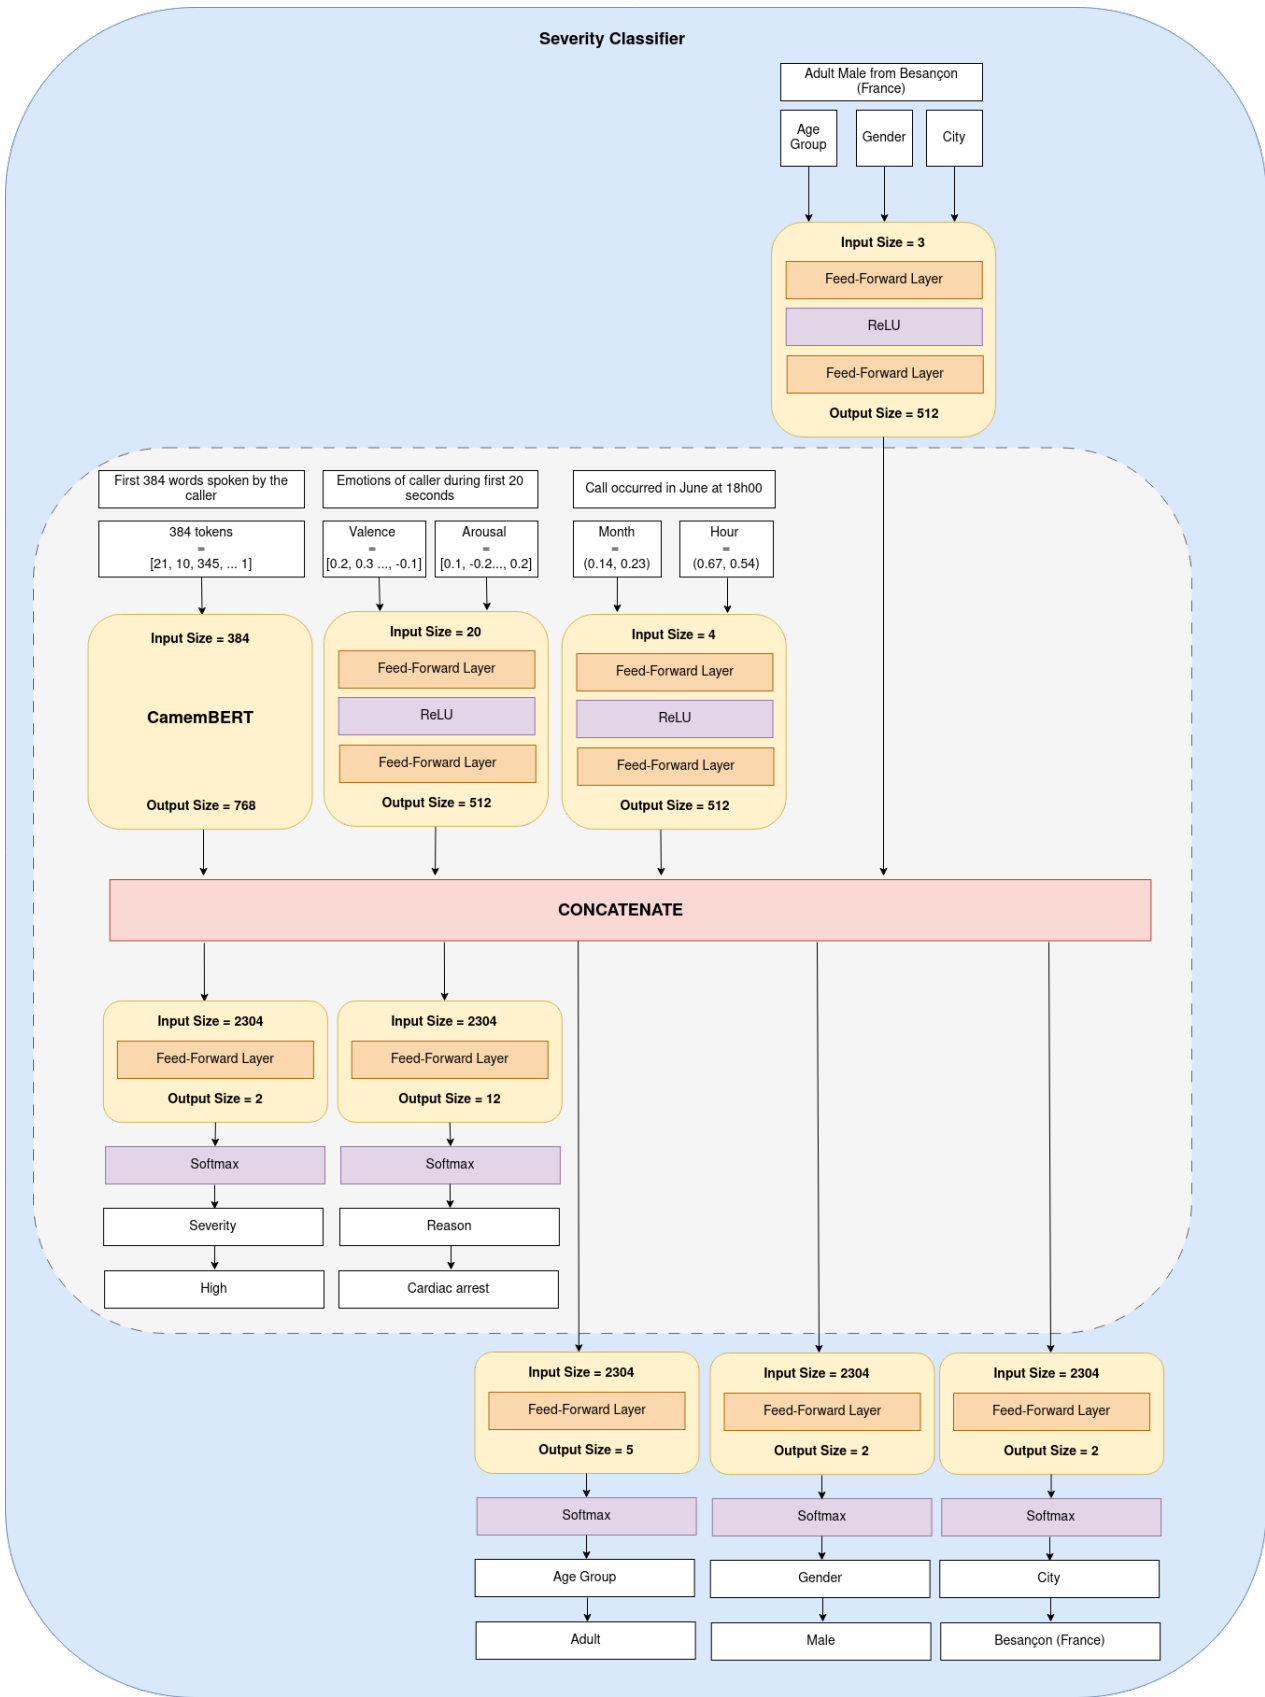 Severity Classifier
Adult Male from Besançon
(France)
Age
Group
Gender
City
Input Size = 3
Feed-Forward Layer
ReLU
Feed-Forward Layer
Output Size = 512
First 384 words spoken by the
caller
Emotions of caller during first 20
seconds
Call occurred in June at 18h00
384 tokens
=
[21, 10, 345, ... 1]
Valence
=
[0.2, 0.3 ..., -0.1]
Arousal
=
[0.1, -0.2..., 0.2]
Month
=
(0.14, 0.23)
Hour
=
(0.67, 0.54)
Input Size = 384
CamemBERT
Output Size = 768
Input Size = 20
Feed-Forward Layer
ReLU
Feed-Forward Layer
Output Size = 512
Input Size = 4
Feed-Forward Layer
ReLU
Feed-Forward Layer
Output Size = 512
CONCATENATE
Input Size = 2304
Feed-Forward Layer
Output Size = 2
Softmax
Severity
High
Input Size = 2304
Feed-Forward Layer
Output Size = 12
Softmax
Reason
Cardiac arrest
Input Size = 2304
Feed-Forward Layer
Output Size = 5
Softmax
Age Group
Adult
Input Size = 2304
Feed-Forward Layer
Output Size = 2
Softmax
Gender
Male
Input Size = 2304
Feed-Forward Layer
Output Size = 2
Softmax
City
Besançon (France)